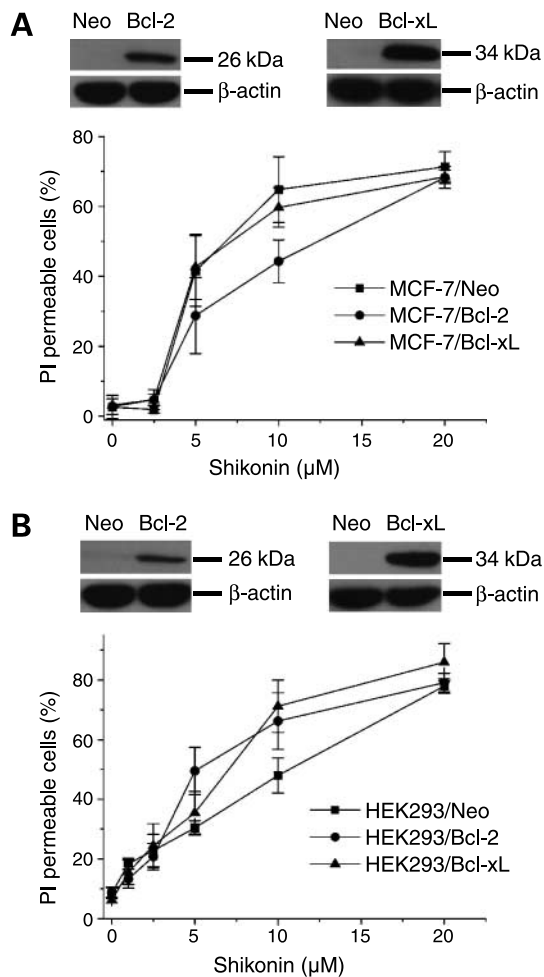 A
Neo Bcl-2
26 kDa
β-actin
Neo Bcl-xL
34 kDa
β-actin
PI permeable cells (%)
80
60
40
20
0
MCF-7/Neo
MCF-7/Bcl-2
MCF-7/Bcl-xL
0 5 10 15 20
Shikonin (μM)
B
Neo Bcl-2
26 kDa
β-actin
Neo Bcl-xL
34 kDa
β-actin
PI permeable cells (%)
80
60
40
20
0
HEK293/Neo
HEK293/Bcl-2
HEK293/Bcl-xL
0 5 10 15 20
Shikonin (μM)